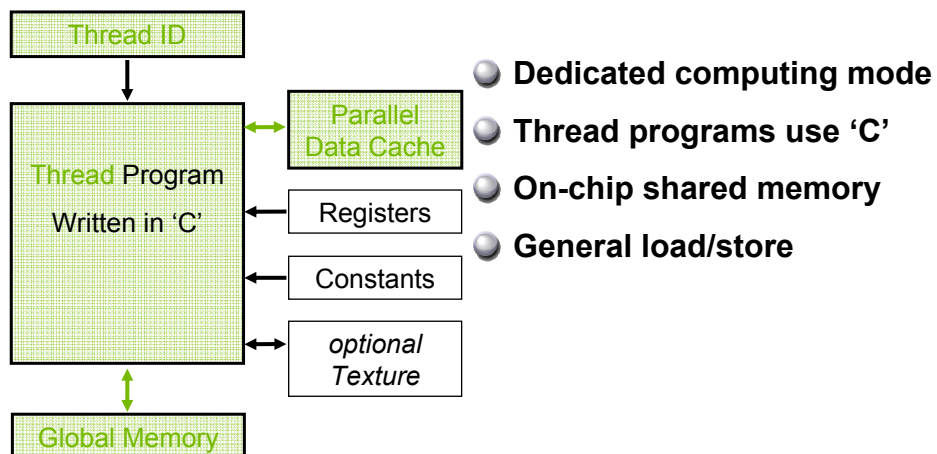 Thread ID
Parallel
Data Cache
Thread Program
Written in ‘C’
Registers
Constants
optional
Texture
Global Memory
Dedicated computing mode
Thread programs use ‘C’
On-chip shared memory
General load/store